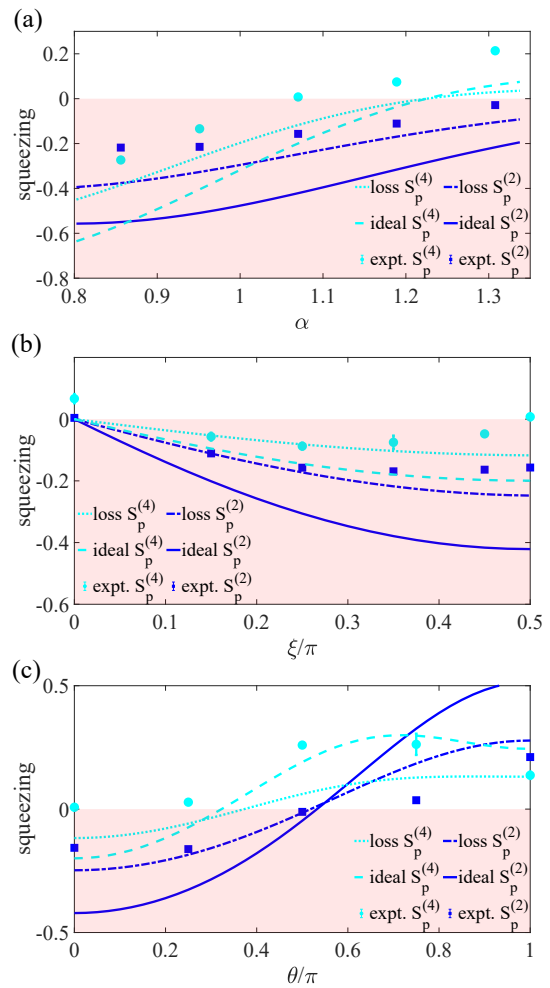 (a)
squeezing
0.2
0
-0.2
-0.4
-0.6
-0.8
loss S_p^(4) loss S_p^(2)
ideal S_p^(4) ideal S_p^(2)
expt. S_p^(4) expt. S_p^(2)
0.8 0.9 1 1.1 1.2 1.3
α
(b)
squeezing
0
-0.2
-0.4
-0.6
loss S_p^(4) loss S_p^(2)
ideal S_p^(4) ideal S_p^(2)
expt. S_p^(4) expt. S_p^(2)
0 0.1 0.2 0.3 0.4 0.5
ξ/π
(c)
squeezing
0.5
0
-0.5
loss S_p^(4) loss S_p^(2)
ideal S_p^(4) ideal S_p^(2)
expt. S_p^(4) expt. S_p^(2)
0 0.2 0.4 0.6 0.8 1
θ/π